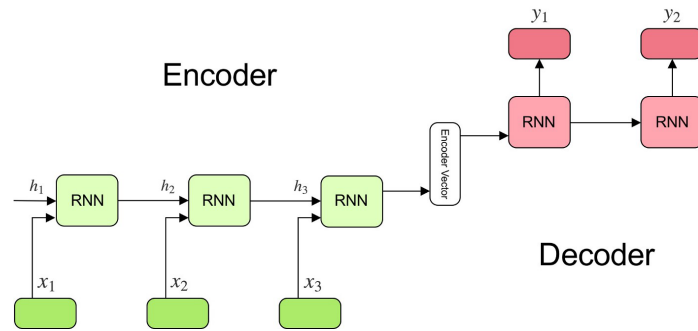 y1
y2
Encoder
RNN
RNN
Encoder Vector
h1
h2
h3
RNN
RNN
RNN
Decoder
x1
x2
x3